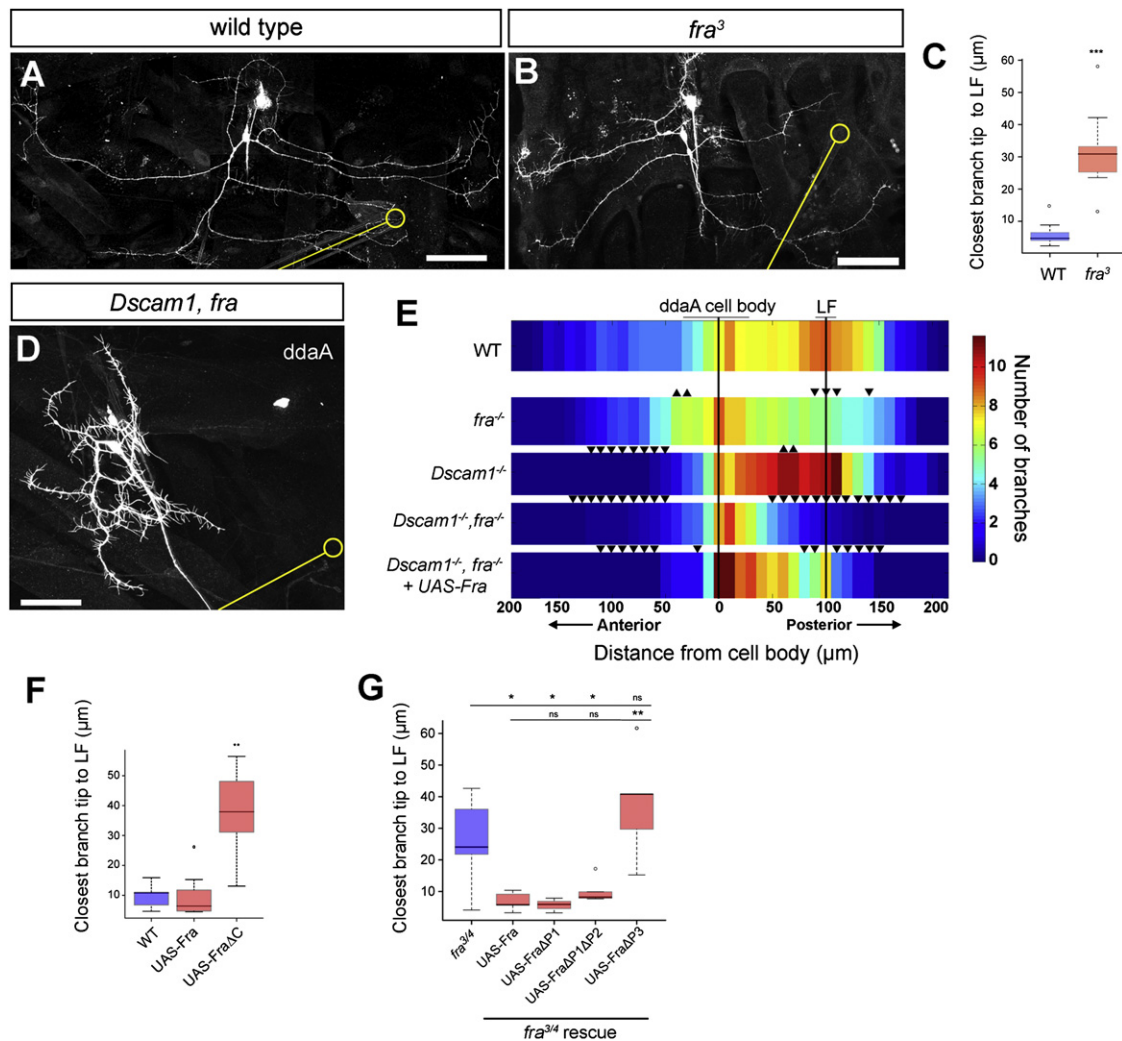 wild type
fra³
A
B
C
Closest branch tip to LF (µm)
60
50
40
30
20
10
***
WT
fra³
Dscam1, fra
D
ddaA
E
ddaA cell body
LF
WT
fra-/-
Dscam1-/-
Dscam1-/-,fra-/-
Dscam1-/-, fra-/-
+ UAS-Fra
200 150 100 50 0 50 100 150 200
Anterior
Posterior
Distance from cell body (µm)
10
8
6
4
2
0
Number of branches
F
Closest branch tip to LF (µm)
50
40
30
20
10
**
WT
UAS-Fra
UAS-FraΔC
G
* * * ns
ns ns **
Closest branch tip to LF (µm)
60
50
40
30
20
10
fra3/4
UAS-Fra
UAS-FraΔP1
UAS-FraΔP1ΔP2
UAS-FraΔP3
fra3/4 rescue